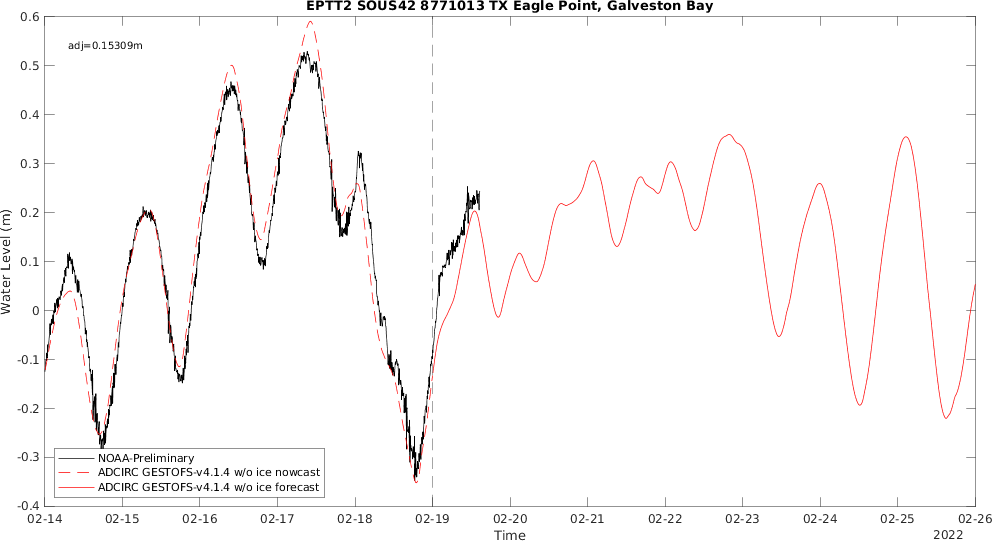 EPTT2 SOUS42 8771013 TX Eagle Point, Galveston Bay
adj=0.15309m
Water Level (m)
0.6
0.5
0.4
0.3
0.2
0.1
0
-0.1
-0.2
-0.3
-0.4
NOAA-Preliminary
ADCIRC GESTOFS-v4.1.4 w/o ice nowcast
ADCIRC GESTOFS-v4.1.4 w/o ice forecast
02-14 02-15 02-16 02-17 02-18 02-19 02-20 02-21 02-22 02-23 02-24 02-25 02-26
Time
2022